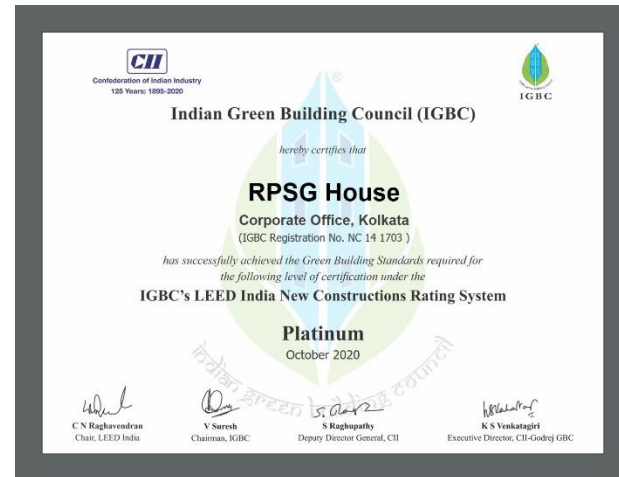 CII
Confederation of Indian Industry
125 Years: 1895-2020
IGBC
Indian Green Building Council (IGBC)
hereby certifies that
RPSG House
Corporate Office, Kolkata
(IGBC Registration No. NC 14 1703 )
has successfully achieved the Green Building Standards required for
the following level of certification under the
IGBC's LEED India New Constructions Rating System
Platinum
October 2020
indian green building council
C N Raghavendran
Chair, LEED India
V Suresh
Chairman, IGBC
S Raghupathy
Deputy Director General, CII
K S Venkatagiri
Executive Director, CII-Godrej GBC